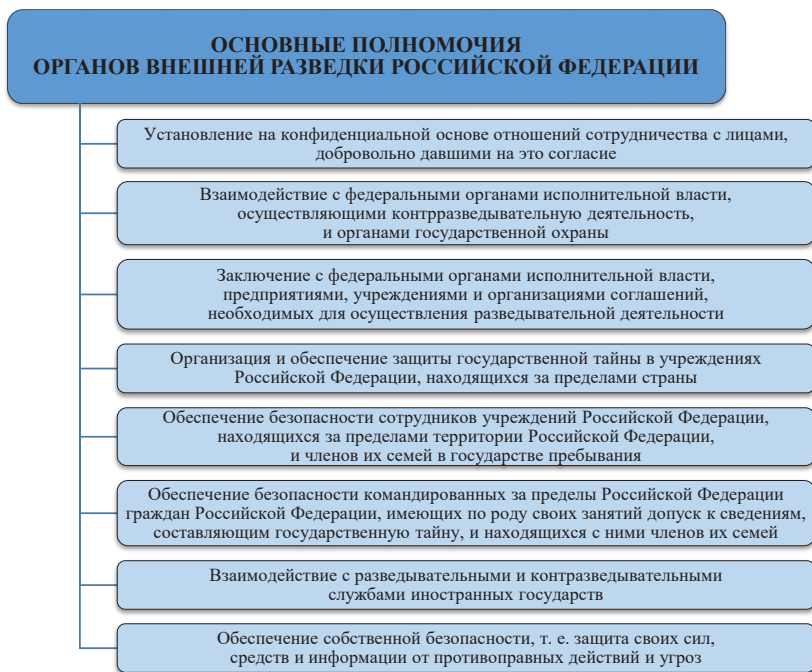 ОСНОВНЫЕ ПОЛНОМОЧИЯ
ОРГАНОВ ВНЕШНЕЙ РАЗВЕДКИ РОССИЙСКОЙ ФЕДЕРАЦИИ
Установление на конфиденциальной основе отношений сотрудничества с лицами,
добровольно давшими на это согласие
Взаимодействие с федеральными органами исполнительной власти,
осуществляющими контрразведывательную деятельность,
и органами государственной охраны
Заключение с федеральными органами исполнительной власти,
предприятиями, учреждениями и организациями соглашений,
необходимых для осуществления разведывательной деятельности
Организация и обеспечение защиты государственной тайны в учреждениях
Российской Федерации, находящихся за пределами страны
Обеспечение безопасности сотрудников учреждений Российской Федерации,
находящихся за пределами территории Российской Федерации,
и членов их семей в государстве пребывания
Обеспечение безопасности командированных за пределы Российской Федерации
граждан Российской Федерации, имеющих по роду своих занятий допуск к сведениям,
составляющим государственную тайну, и находящихся с ними членов их семей
Взаимодействие с разведывательными и контразведывательными
службами иностранных государств
Обеспечение собственной безопасности, т. е. защита своих сил,
средств и информации от противоправных действий и угроз